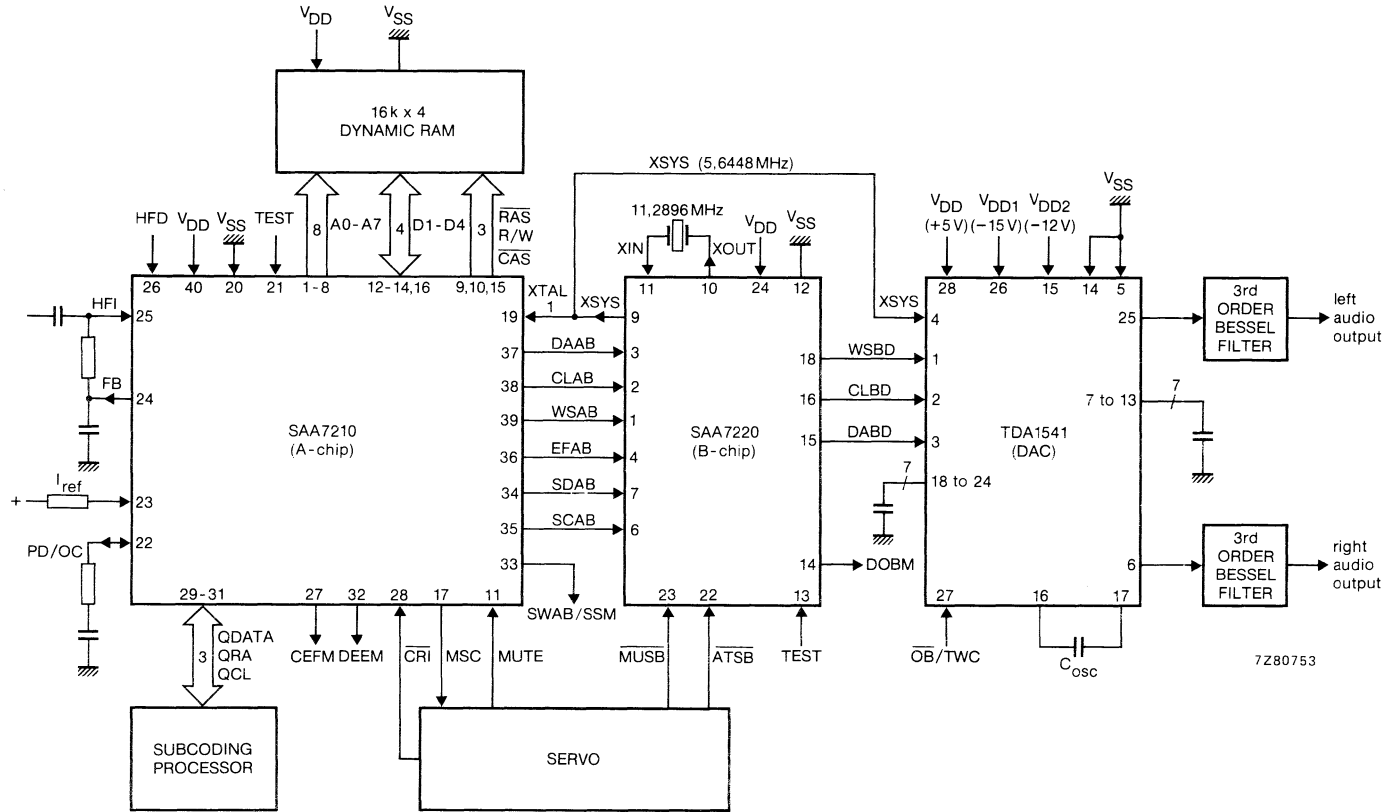 VDD
VSS
16k x 4
DYNAMIC RAM
XSYS (5,6448MHz)
HFD
VDD
VSS
TEST
8
A0-A7
4
D1-D4
3
RAS
R/W
CAS
11,2896MHz
XIN
XOUT
VDD
VSS
VDD
(+5V)
VDD1
(-15V)
VDD2
(-12V)
VSS
26
40
20
21
1-8
12-14,16
9,10,15
11
10
24
12
28
26
15
14
5
HFI
25
FB
24
Iref
+
23
PD/OC
22
SAA7210
(A-chip)
19
XTAL
1
XSYS
9
37
DAAB
3
38
CLAB
2
39
WSAB
1
36
EFAB
4
34
SDAB
7
35
SCAB
6
33
SWAB/SSM
SAA7220
(B-chip)
18
WSBD
1
16
CLBD
2
15
DABD
3
14
DOBM
XSYS
4
7
18 to 24
TDA1541
(DAC)
25
3rd
ORDER
BESSEL
FILTER
left
audio
output
7 to 13
7
6
3rd
ORDER
BESSEL
FILTER
right
audio
output
29-31
27
32
28
17
11
23
22
13
27
16
17
3
QDATA
QRA
QCL
CEFM
DEEM
CRI
MSC
MUTE
MUSB
ATSB
TEST
OB/TWC
Cosc
7Z80753
SUBCODING
PROCESSOR
SERVO